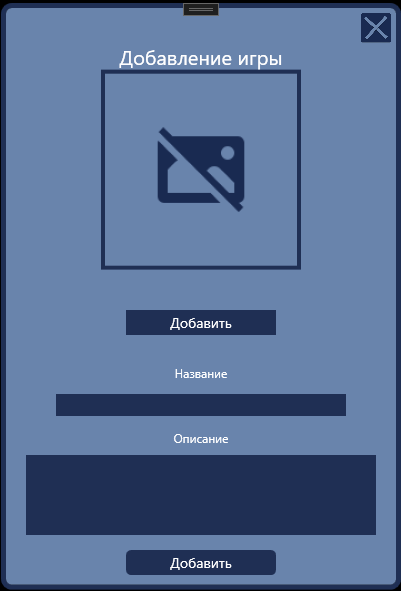 Добавление игры
Добавить
Название
Описание
Добавить